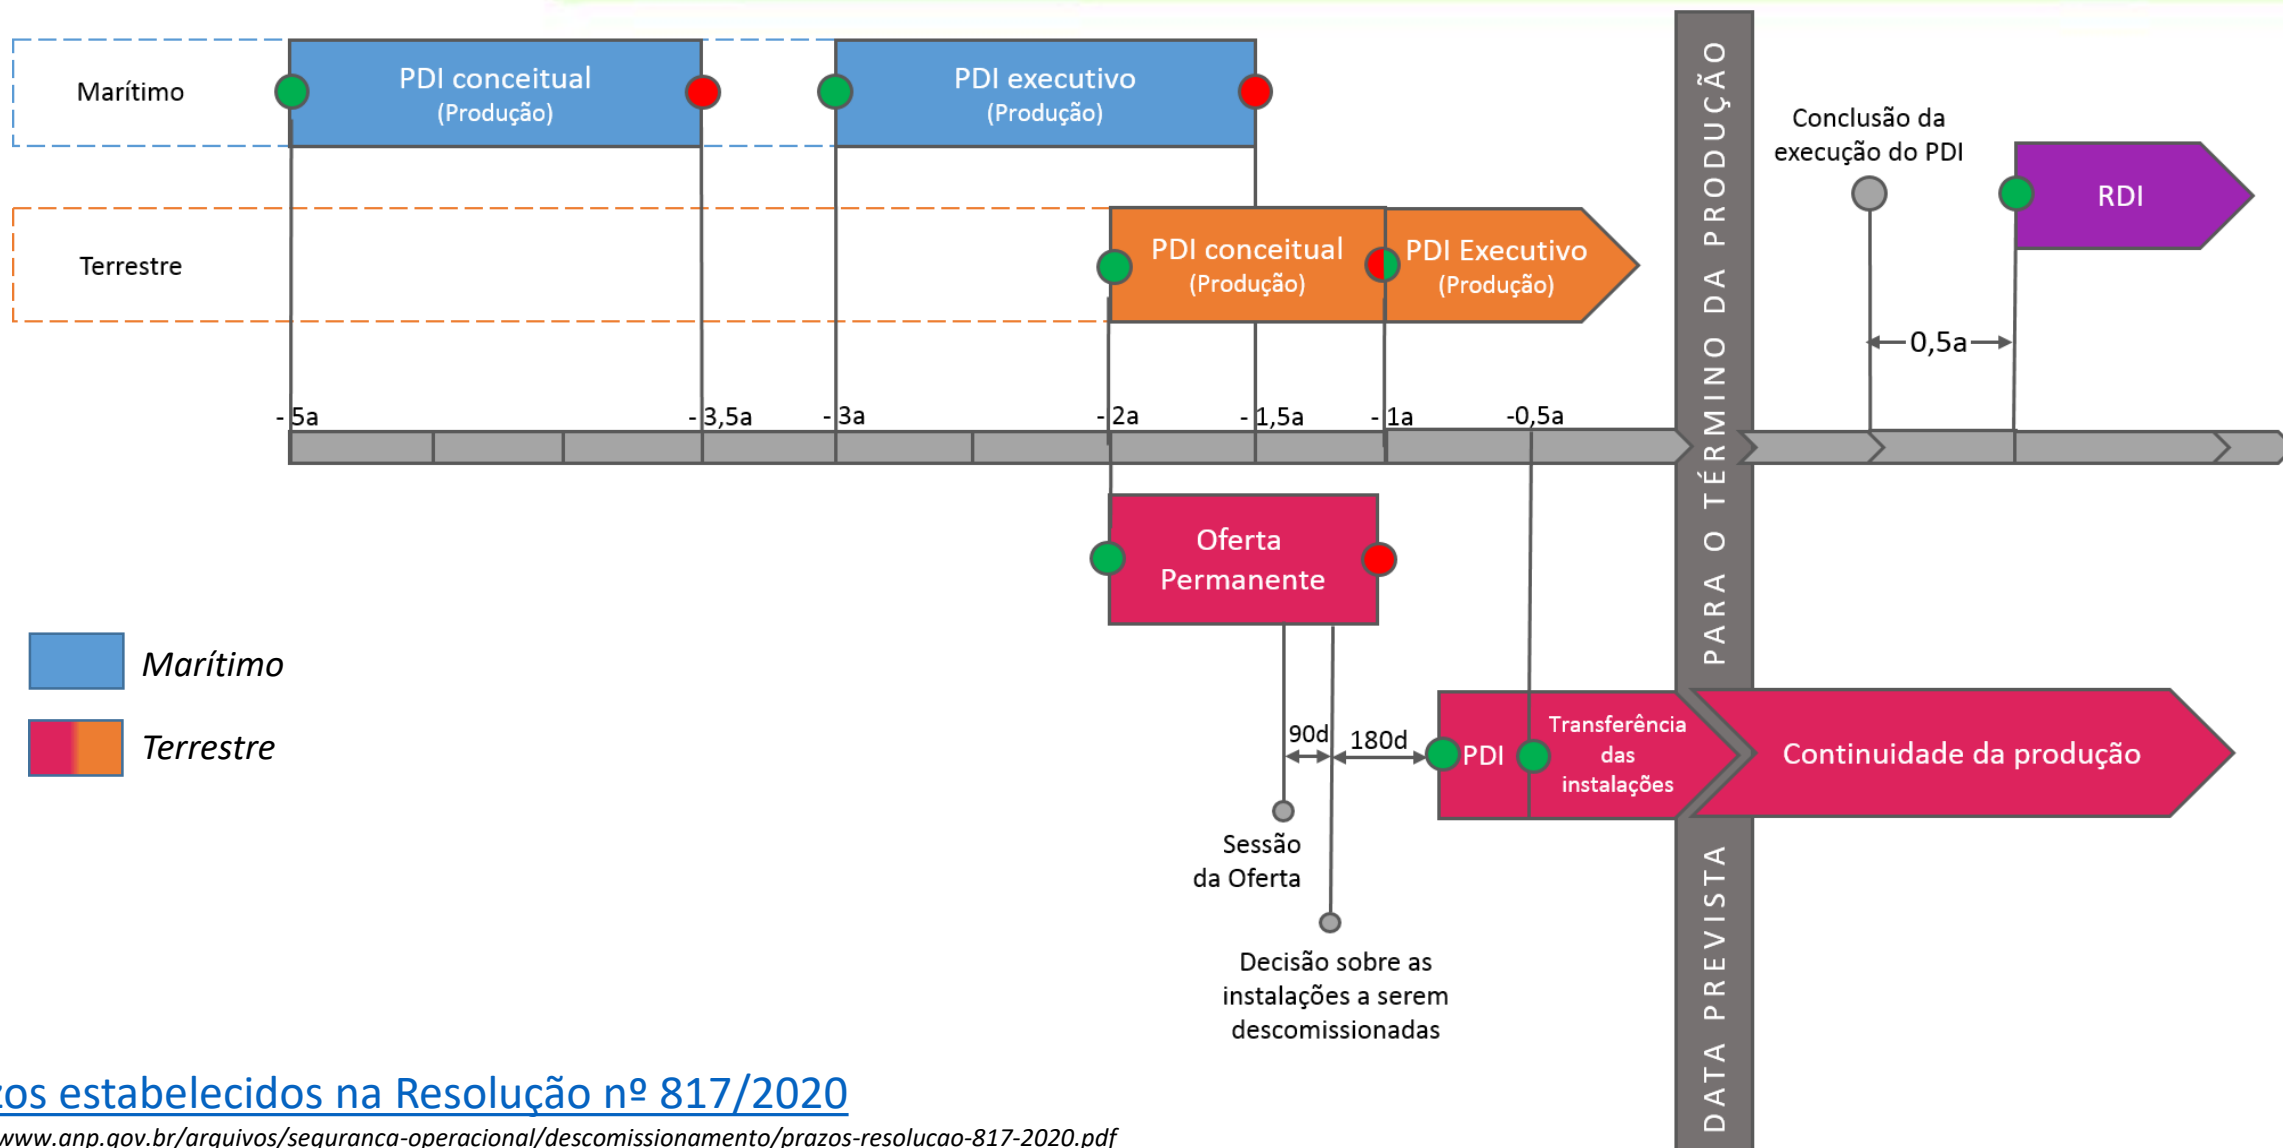 Marítimo
PDI conceitual
(Produção)
PDI executivo
(Produção)
Conclusão da
execução do PDI
RDI
Terrestre
PDI conceitual
(Produção)
PDI Executivo
(Produção)
0,5a
- 5a
- 3,5a
- 3a
- 2a
- 1,5a
- 1a
-0,5a
DATA PREVISTA PARA O TÉRMINO DA PRODUÇÃO
Oferta
Permanente
Marítimo
Terrestre
90d
180d
PDI
Transferência
das
instalações
Continuidade da produção
Sessão
da Oferta
Decisão sobre as
instalações a serem
descomissionadas
zos estabelecidos na Resolução nº 817/2020
www.anp.gov.br/arquivos/seguranca-operacional/descomissionamento/prazos-resolucao-817-2020.pdf